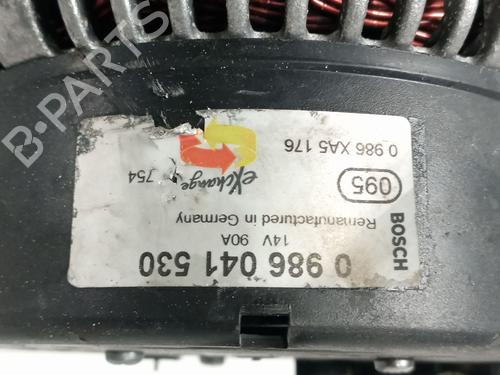 BOSCH
0 986 041 530
14V 90A
Remanufactured in Germany
095
eXchange
754
0 986 XA5 176
B-PARTS